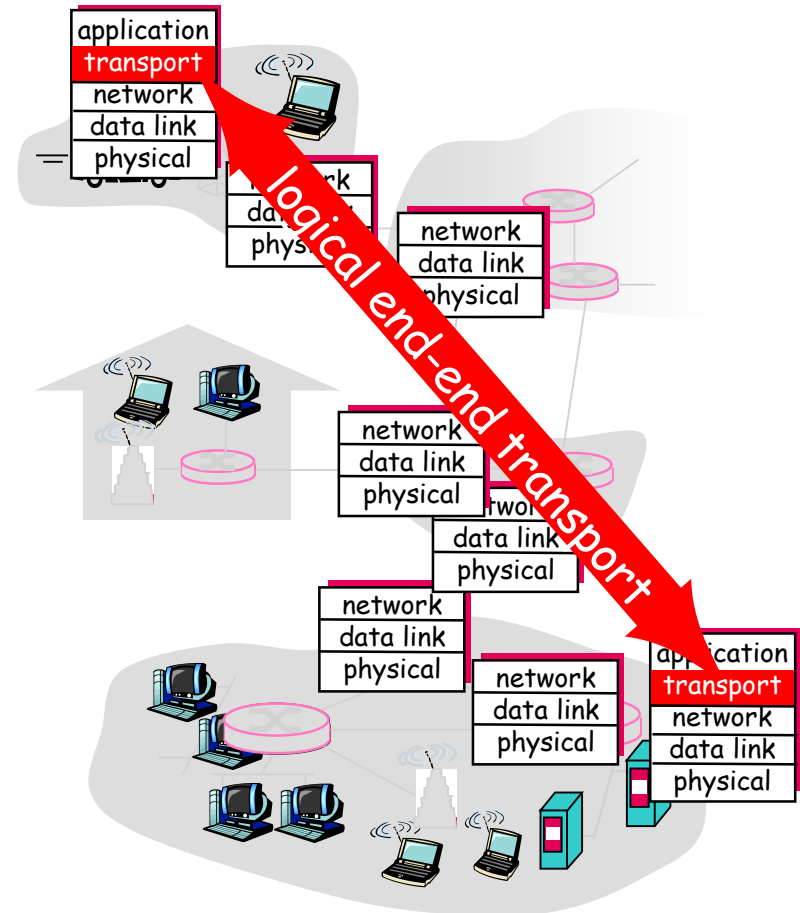 application
transport
network
data link
physical
network
data link
physical
logical end-end transport
network
data link
physical
data link
physical
network
data link
physical
network
data link
physical
application
transport
network
data link
physical